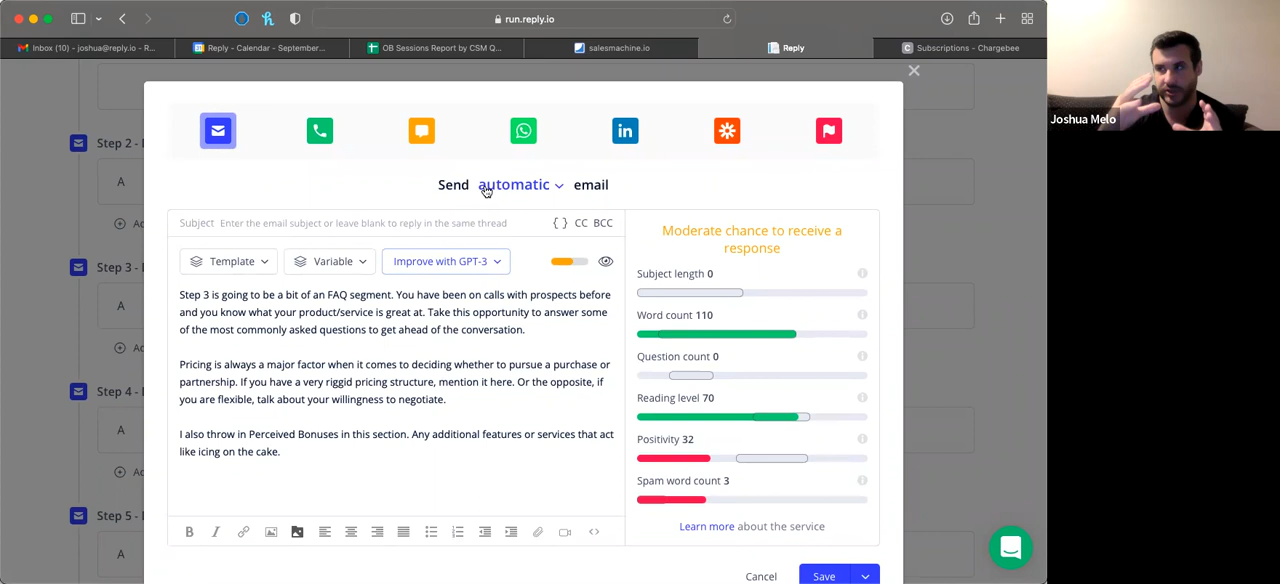 run.reply.io
Inbox (10) - joshua@reply.io - R...
Reply - Calendar - September...
OB Sessions Report by CSM Q...
salesmachine.io
Reply
Subscriptions - Chargebee
Joshua Melo
Step 2 -
A
Step 3 -
A
Step 4 -
A
Step 5 -
A
Send automatic email
Subject Enter the email subject or leave blank to reply in the same thread { } CC BCC
Template Variable Improve with GPT-3
Step 3 is going to be a bit of an FAQ segment. You have been on calls with prospects before
and you know what your product/service is great at. Take this opportunity to answer some
of the most commonly asked questions to get ahead of the conversation.
Pricing is always a major factor when it comes to deciding whether to pursue a purchase or
partnership. If you have a very riggid pricing structure, mention it here. Or the opposite, if
you are flexible, talk about your willingness to negotiate.
I also throw in Perceived Bonuses in this section. Any additional features or services that act
like icing on the cake.
Moderate chance to receive a
response
Subject length 0
Word count 110
Question count 0
Reading level 70
Positivity 32
Spam word count 3
Learn more about the service
B I
Cancel Save